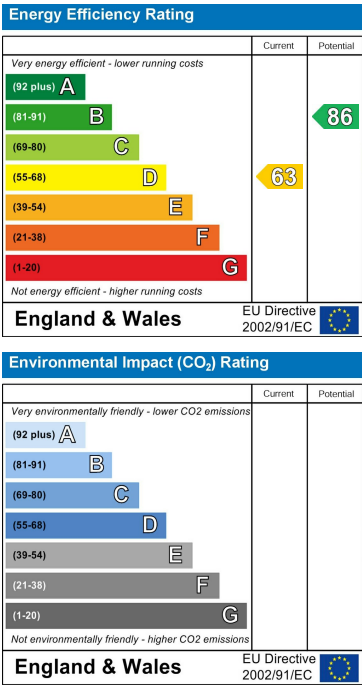 Energy Efficiency Rating
Current Potential
Very energy efficient - lower running costs
(92 plus) A
(81-91) B
86
(69-80) C
(55-68) D
63
(39-54) E
(21-38) F
(1-20) G
Not energy efficient - higher running costs
England & Wales
EU Directive
2002/91/EC
Environmental Impact (CO₂) Rating
Current Potential
Very environmentally friendly - lower CO2 emissions
(92 plus) A
(81-91) B
(69-80) C
(55-68) D
(39-54) E
(21-38) F
(1-20) G
Not environmentally friendly - higher CO2 emissions
England & Wales
EU Directive
2002/91/EC